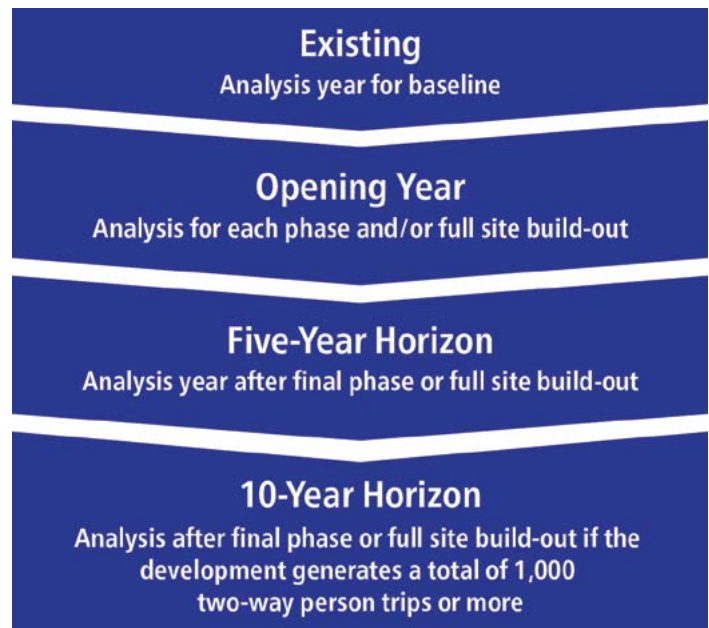 Existing
Analysis year for baseline
Opening Year
Analysis for each phase and/or full site build-out
Five-Year Horizon
Analysis year after final phase or full site build-out
10-Year Horizon
Analysis after final phase or full site build-out if the
development generates a total of 1,000
two-way person trips or more